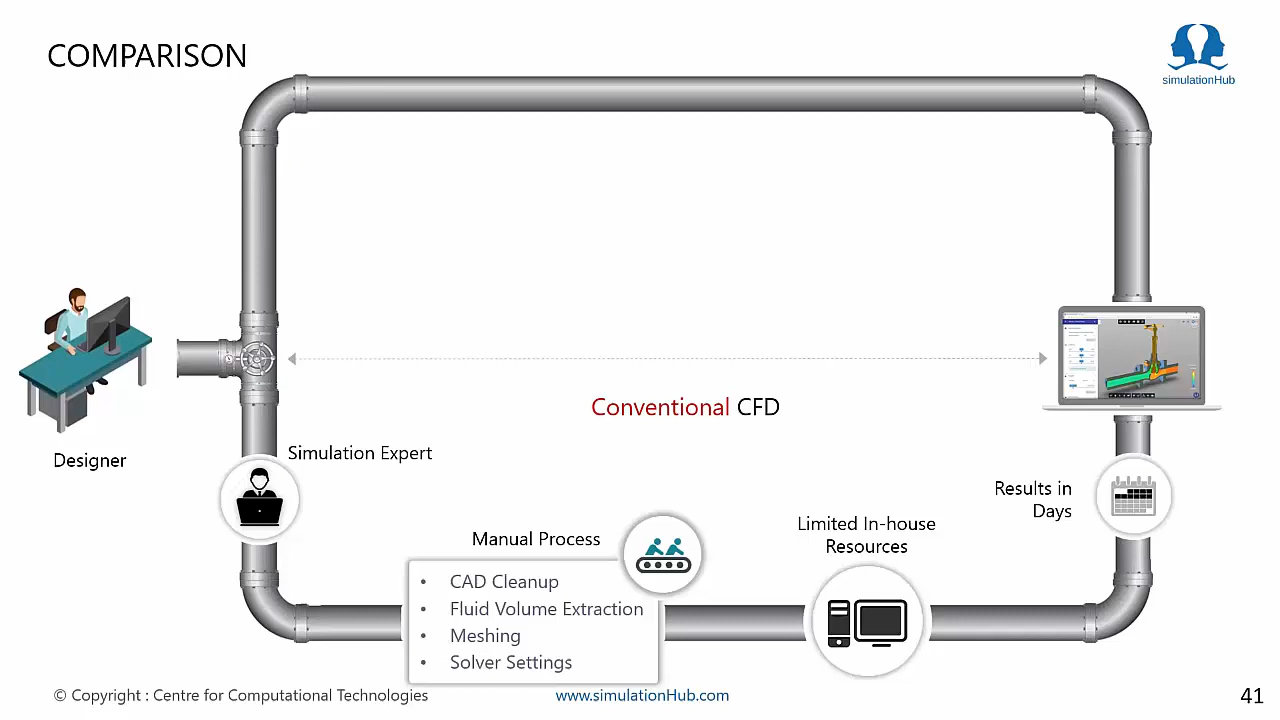 COMPARISON
simulationHub
Conventional CFD
Designer
Simulation Expert
Results in
Days
Limited In-house
Resources
Manual Process
• CAD Cleanup
• Fluid Volume Extraction
• Meshing
• Solver Settings
© Copyright : Centre for Computational Technologies
www.simulationHub.com
41